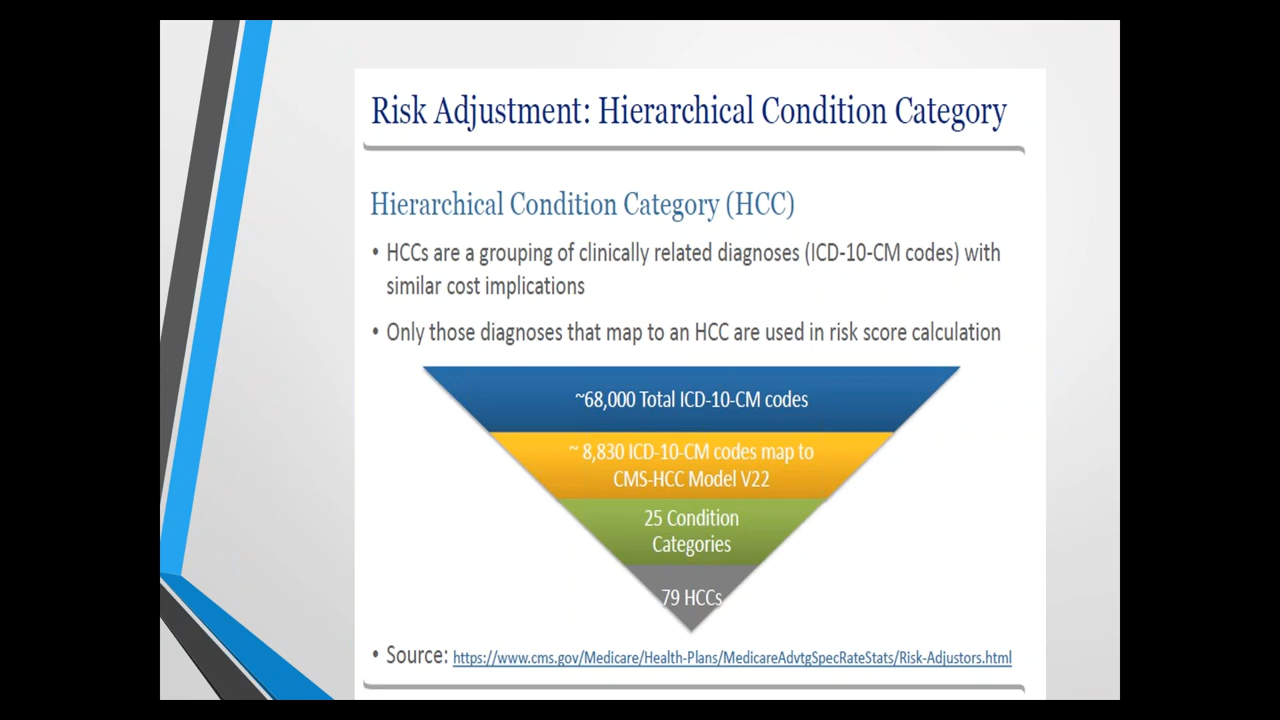 Risk Adjustment: Hierarchical Condition Category
Hierarchical Condition Category (HCC)
• HCCs are a grouping of clinically related diagnoses (ICD-10-CM codes) with
similar cost implications
• Only those diagnoses that map to an HCC are used in risk score calculation
~68,000 Total ICD-10-CM codes
~ 8,830 ICD-10-CM codes map to
CMS-HCC Model V22
25 Condition
Categories
79 HCCs
• Source: https://www.cms.gov/Medicare/Health-Plans/MedicareAdvtgSpecRateStats/Risk-Adjustors.html